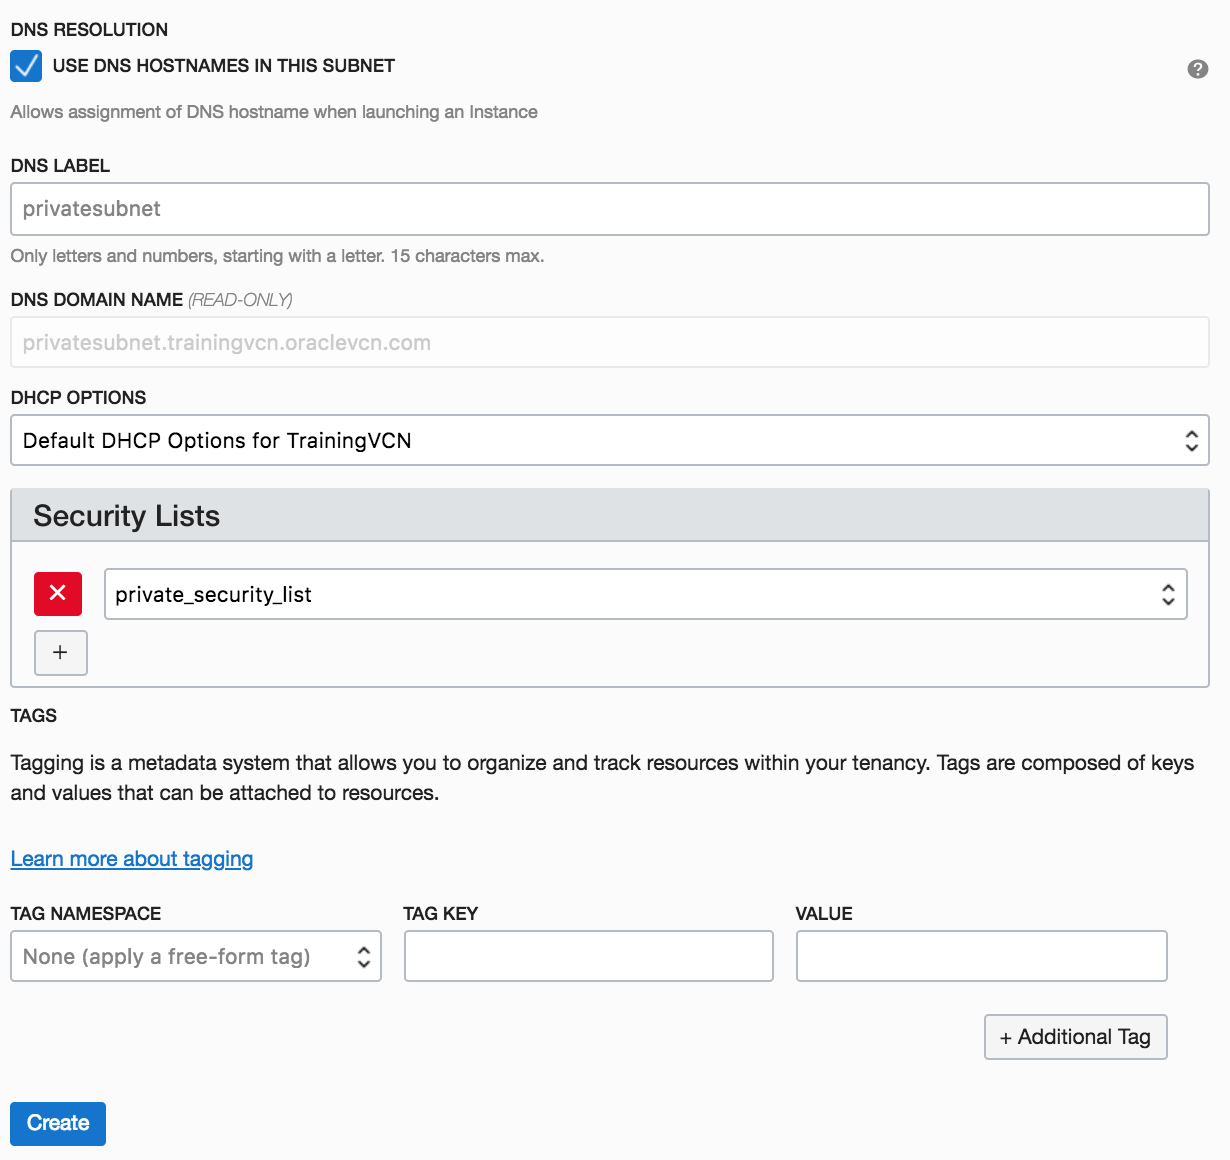 DNS RESOLUTION
USE DNS HOSTNAMES IN THIS SUBNET
?
Allows assignment of DNS hostname when launching an Instance
DNS LABEL
privatesubnet
Only letters and numbers, starting with a letter. 15 characters max.
DNS DOMAIN NAME (READ-ONLY)
privatesubnet.trainingvcn.oraclevcn.com
DHCP OPTIONS
Default DHCP Options for TrainingVCN
Security Lists
private_security_list
+
TAGS
Tagging is a metadata system that allows you to organize and track resources within your tenancy. Tags are composed of keys
and values that can be attached to resources.
Learn more about tagging
TAG NAMESPACE TAG KEY VALUE
None (apply a free-form tag)
+ Additional Tag
Create